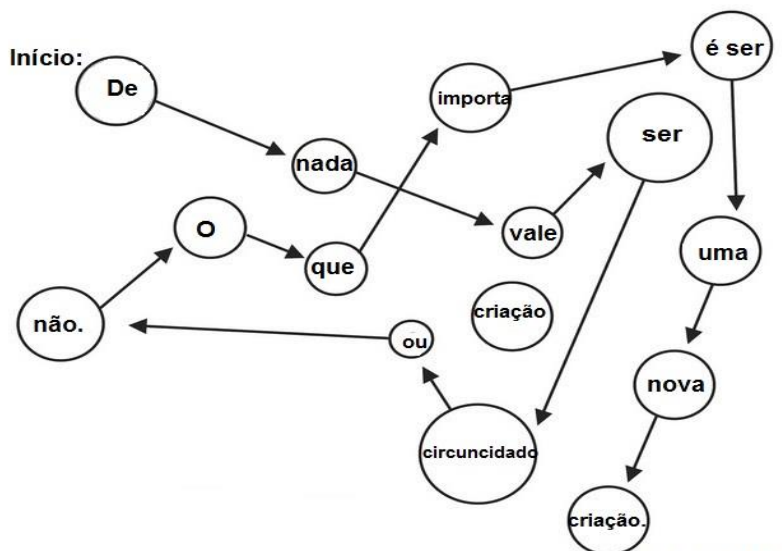 Início:
De
nada
vale
ser
circuncidado
ou
não.
O
que
importa
é ser
uma
nova
criação.
criação